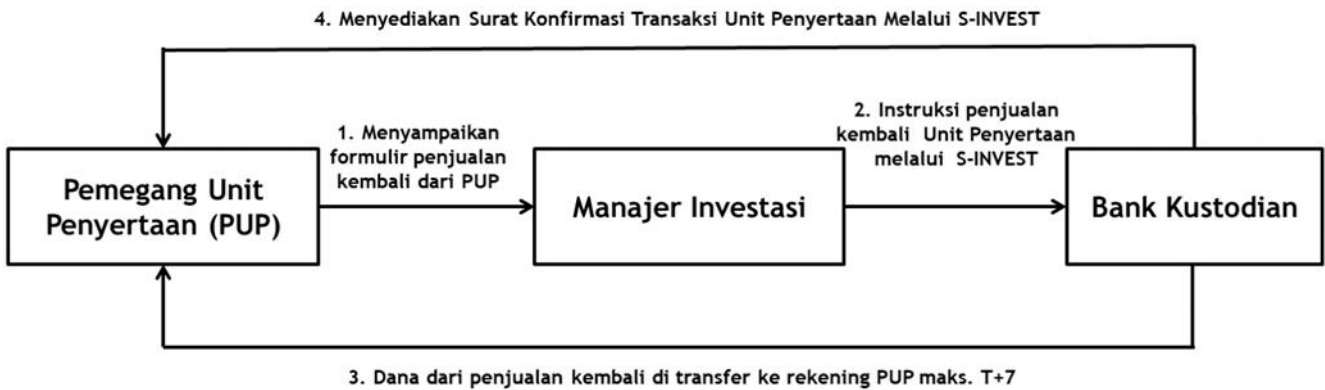 4. Menyediakan Surat Konfirmasi Transaksi Unit Penyertaan Melalui S-INVEST
1. Menyampaikan
formulir penjualan
kembali dari PUP
2. Instruksi penjualan
kembali Unit Penyertaan
melalui S-INVEST
Pemegang Unit
Penyertaan (PUP)
Manajer Investasi
Bank Kustodian
3. Dana dari penjualan kembali di transfer ke rekening PUP maks. T+7